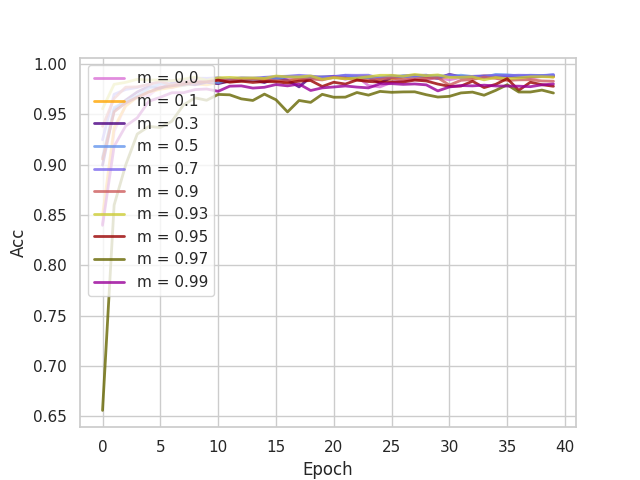 1.00
0.95
0.90
0.85
0.80
0.75
0.70
0.65
Acc
m = 0.0
m = 0.1
m = 0.3
m = 0.5
m = 0.7
m = 0.9
m = 0.93
m = 0.95
m = 0.97
m = 0.99
0 5 10 15 20 25 30 35 40
Epoch